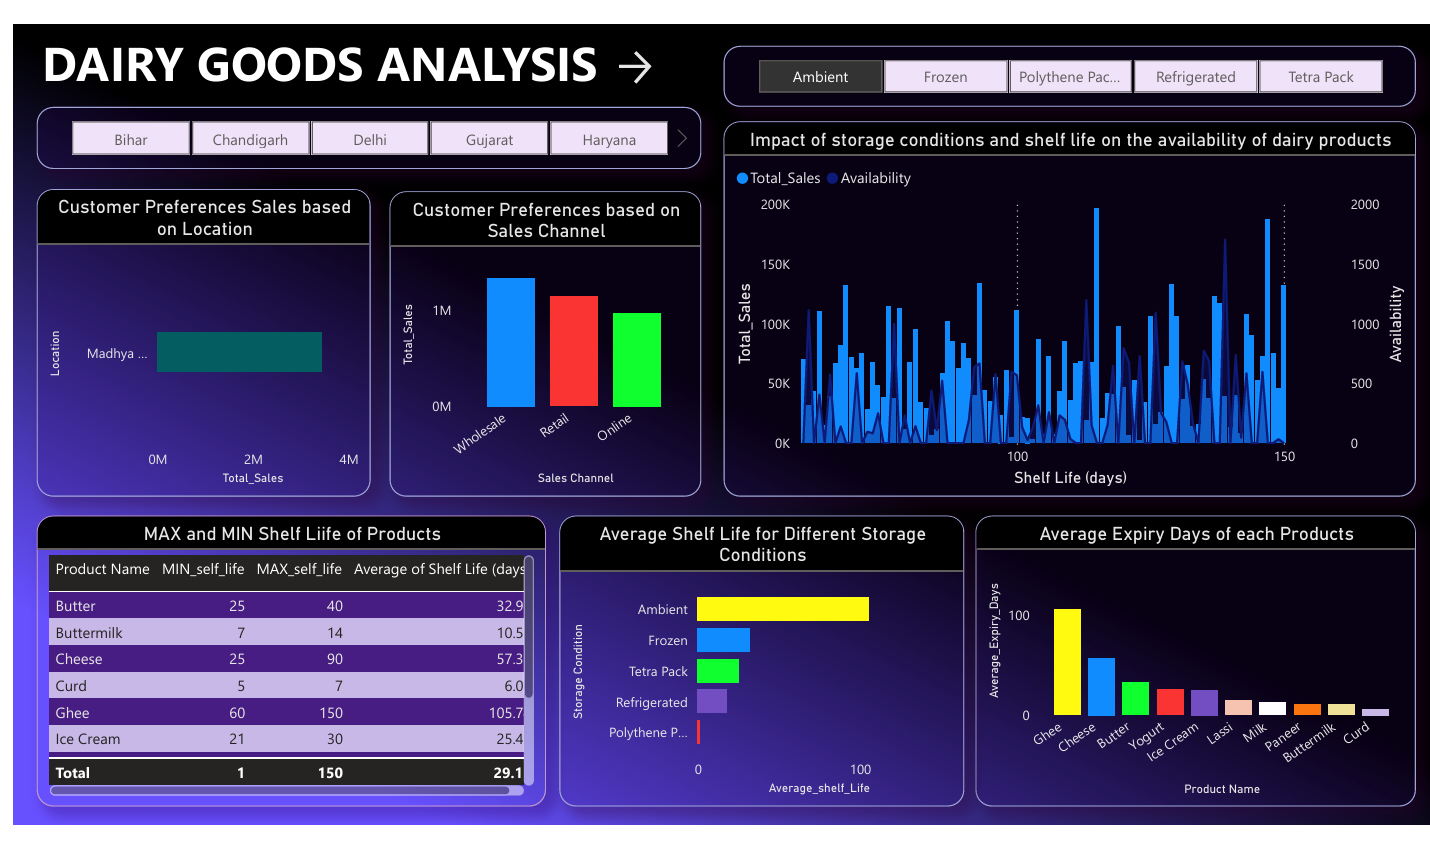 DAIRY GOODS ANALYSIS
Ambient Frozen Polythene Pac... Refrigerated Tetra Pack
Bihar Chandigarh Delhi Gujarat Haryana
Customer Preferences Sales based
on Location
Location
Madhya ...
0M 2M 4M
Total_Sales
Customer Preferences based on
Sales Channel
Total_Sales
1M
0M
Wholesale Retail Online
Sales Channel
Impact of storage conditions and shelf life on the availability of dairy products
Total_Sales Availability
200K 2000
150K 1500
100K 1000
50K 500
0K 0
Total_Sales
Availability
100 150
Shelf Life (days)
MAX and MIN Shelf Liife of Products
Product Name MIN_self_life MAX_self_life Average of Shelf Life (days
Butter 25 40 32.9
Buttermilk 7 14 10.5
Cheese 25 90 57.3
Curd 5 7 6.0
Ghee 60 150 105.7
Ice Cream 21 30 25.4
Total 1 150 29.1
Average Shelf Life for Different Storage
Conditions
Storage Condition
Ambient
Frozen
Tetra Pack
Refrigerated
Polythene P...
0 100
Average_shelf_Life
Average Expiry Days of each Products
Average_Expiry_Days
100
0
Ghee Cheese Butter Yogurt Ice Cream Lassi Milk Paneer Buttermilk Curd
Product Name